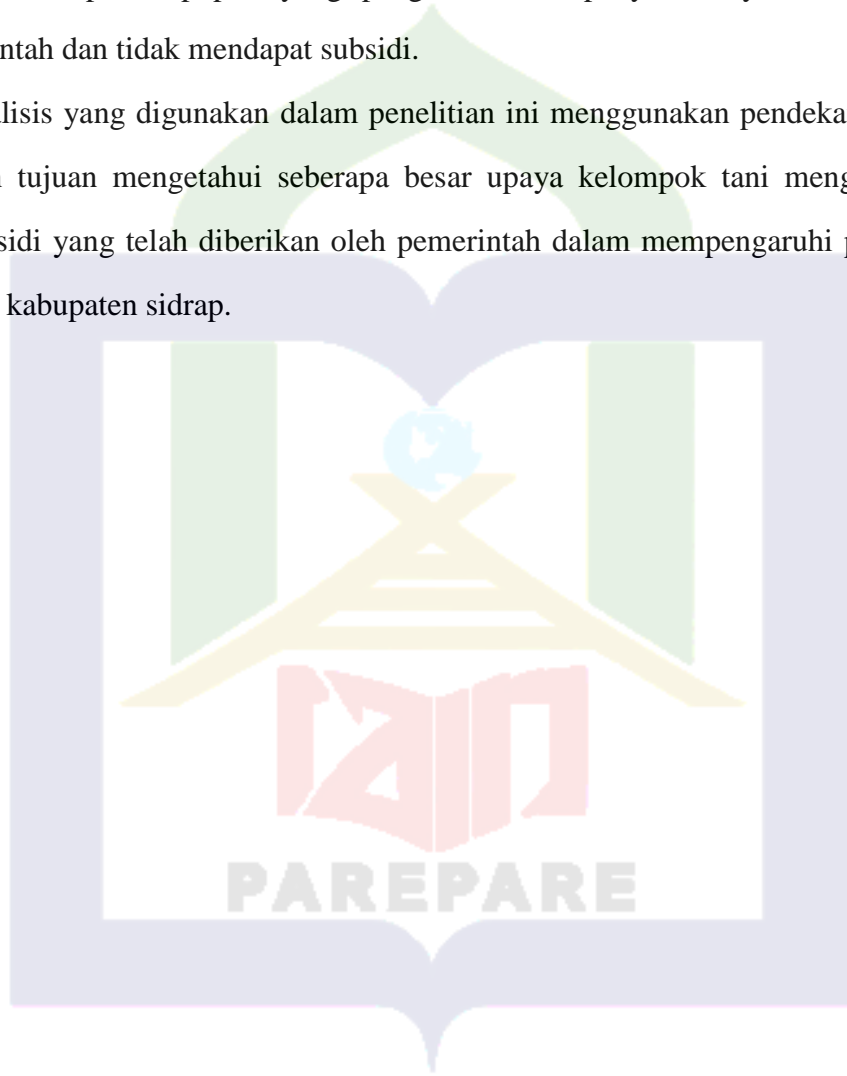 ntah dan tidak mendapat subsidi.
lisis yang digunakan dalam penelitian ini menggunakan pendeka
tujuan mengetahui seberapa besar upaya kelompok tani meng
sidi yang telah diberikan oleh pemerintah dalam mempengaruhi p
kabupaten sidrap.
iain
PAREPARE